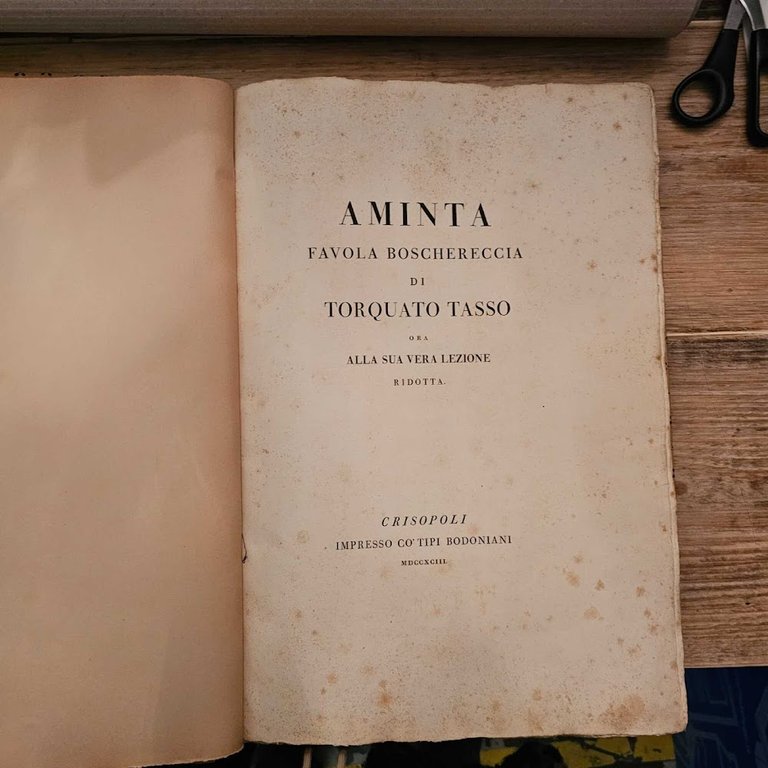 AMINTA
FAVOLA BOSCHERECCIA
DI
TORQUATO TASSO
ORA
ALLA SUA VERA LEZIONE
RIDOTTA.
CRISOPOLI
IMPRESSO CO' TIPI BODONIANI
MDCCXCIII.